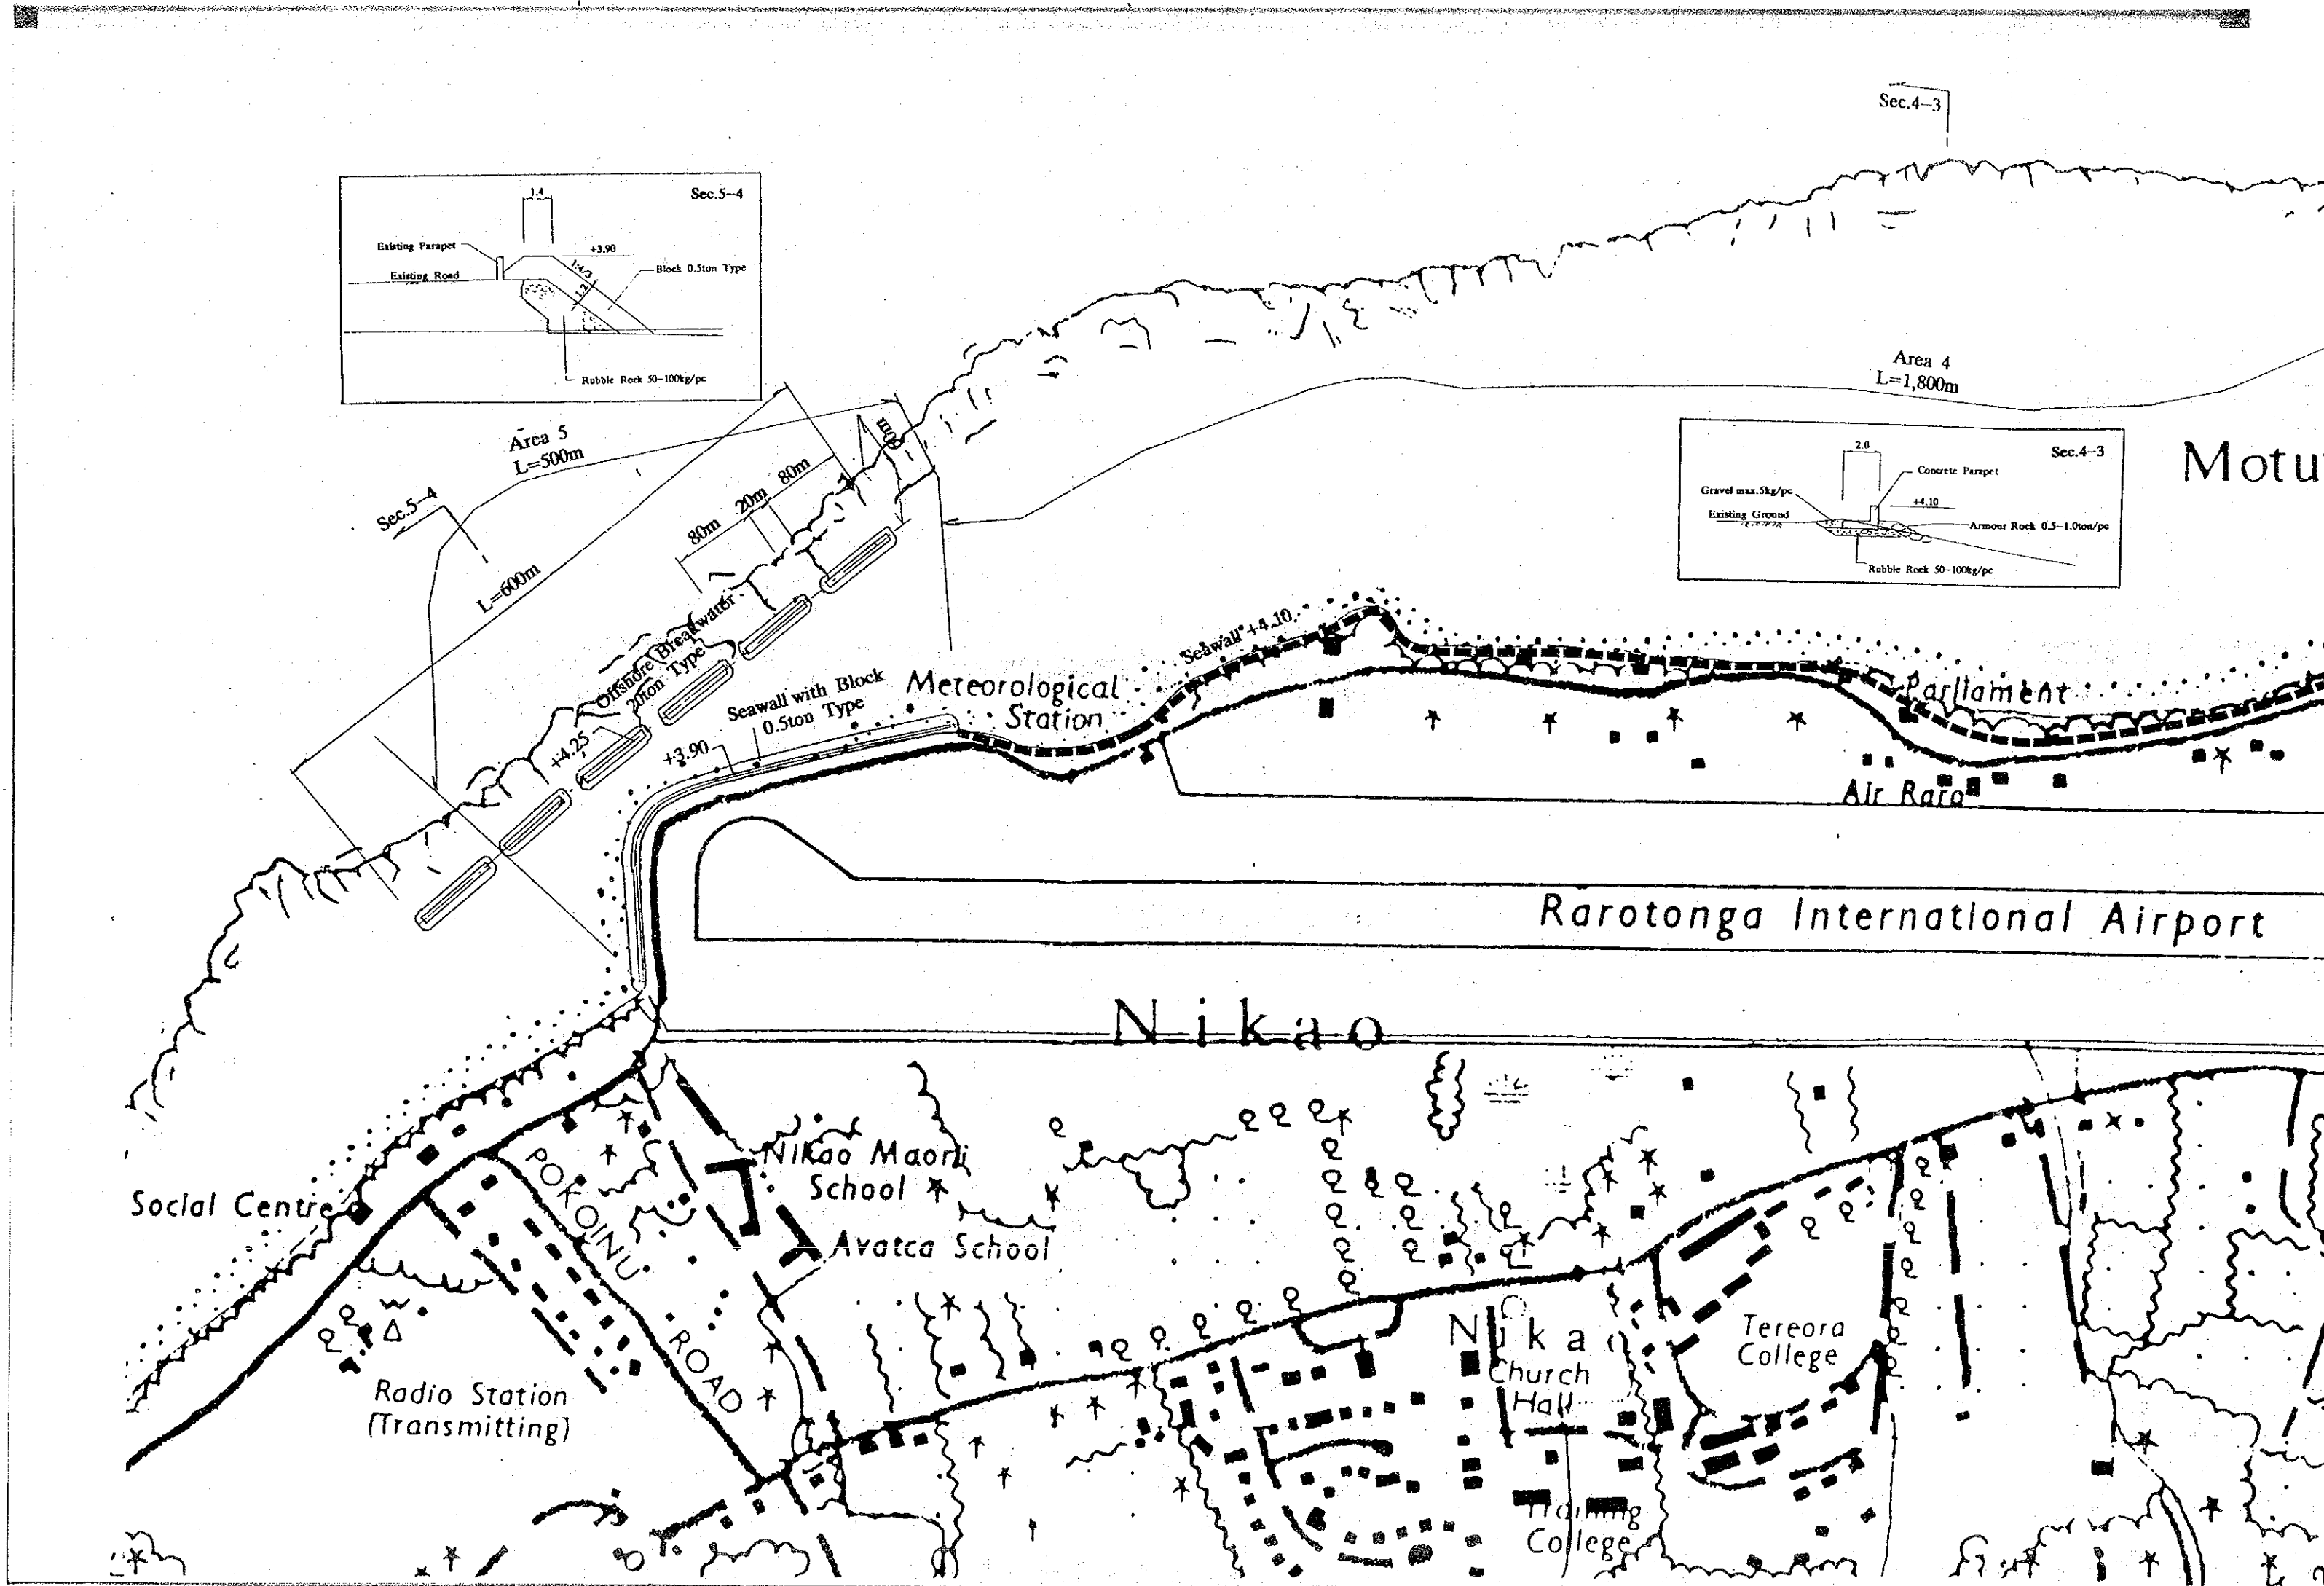 Sec.4-3
Sec.5-4
1.4
Existing Parapet
+3.90
1:4/3
Block 0.5ton Type
Existing Road
1.2
Rubble Rock 50-100kg/pc
Area 4
L=1,800m
Area 5
L=500m
Sec.4-3
2.0
Concrete Parapet
Gravel max.5kg/pc
+4.10
Existing Ground
Armour Rock 0.5-1.0ton/pc
Rubble Rock 50-100kg/pc
Motu
80m
20m
80m
Sec.5-4
L=600m
Offshore Breakwater
20ton Type
+4.25
Seawall +4.10
Seawall with Block
0.5ton Type
+3.90
Meteorological
Station
Parliament
Air Raro
Rarotonga International Airport
Nikao
Nikao Maori
School
Avatea School
Social Centre
POKOINU ROAD
Radio Station
(Transmitting)
Nikao
Church
Hall
Tereora
College
Training
College